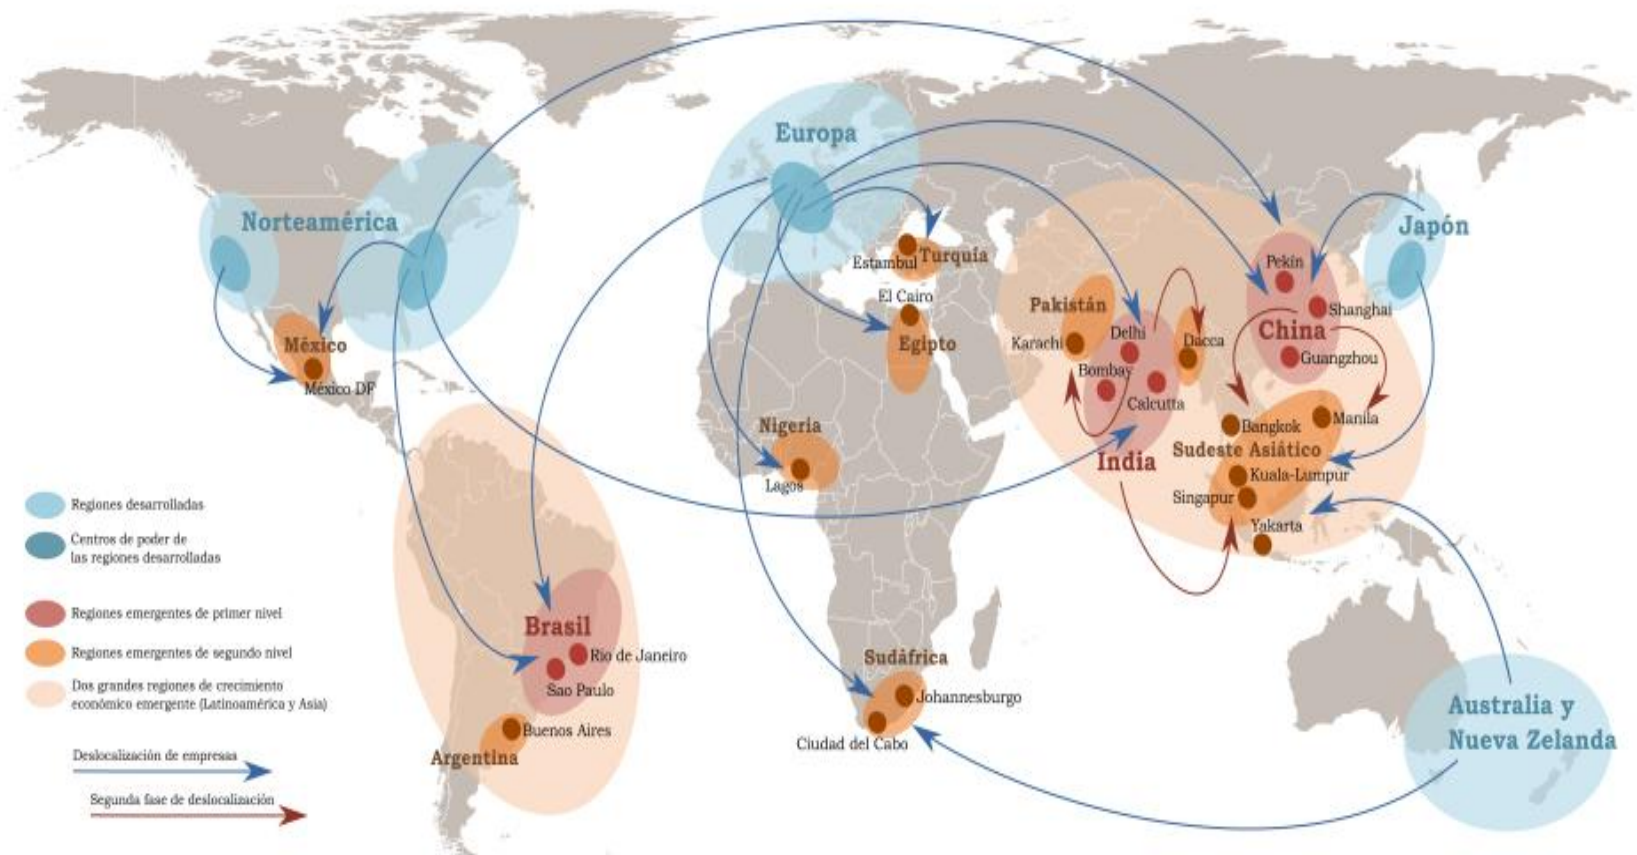 Europa
Norteamérica
Japón
Estambul
Turquía
Pekín
El Cairo
Pakistán
Shanghai
China
Karachi
Delhi
Dacca
Egipto
México
Guangzhou
Bombay
México DF
Calcutta
Nigeria
Bangkok
Manila
Sudeste Asiático
India
Lagos
Kuala-Lumpur
Singapur
Yakarta
Regiones desarrolladas
Centros de poder de
las regiones desarrolladas
Regiones emergentes de primer nivel
Regiones emergentes de segundo nivel
Dos grandes regiones de crecimiento
económico emergente (Latinoamérica y Asia)
Deslocalización de empresas
Segunda fase de deslocalización
Brasil
Rio de Janeiro
Sao Paulo
Buenos Aires
Argentina
Sudáfrica
Johannesburgo
Ciudad del Cabo
Australia y
Nueva Zelanda